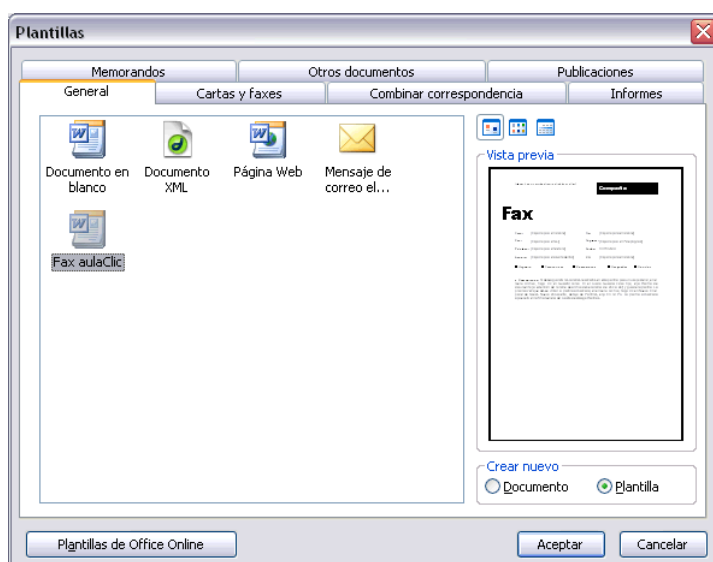 Plantillas
Memorandos
Otros documentos
Publicaciones
General
Cartas y faxes
Combinar correspondencia
Informes
Documento en
blanco
Documento
XML
Página Web
Mensaje de
correo el...
Fax aulaClic
Vista previa
Compañía
Fax
Crear nuevo
Documento
Plantilla
Plantillas de Office Online
Aceptar
Cancelar